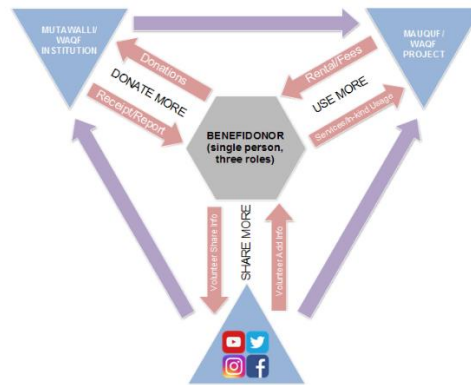 MUTAWALLI/
WAQF
INSTITUTION
MAUQUF/
WAQF
PROJECT
Donations
DONATE MORE
Receipt/Report
Rental/Fees
USE MORE
Services/In-kind Usage
BENEFIDONOR
(single person,
three roles)
Volunteer Share Info
SHARE MORE
Volunteer Add Info